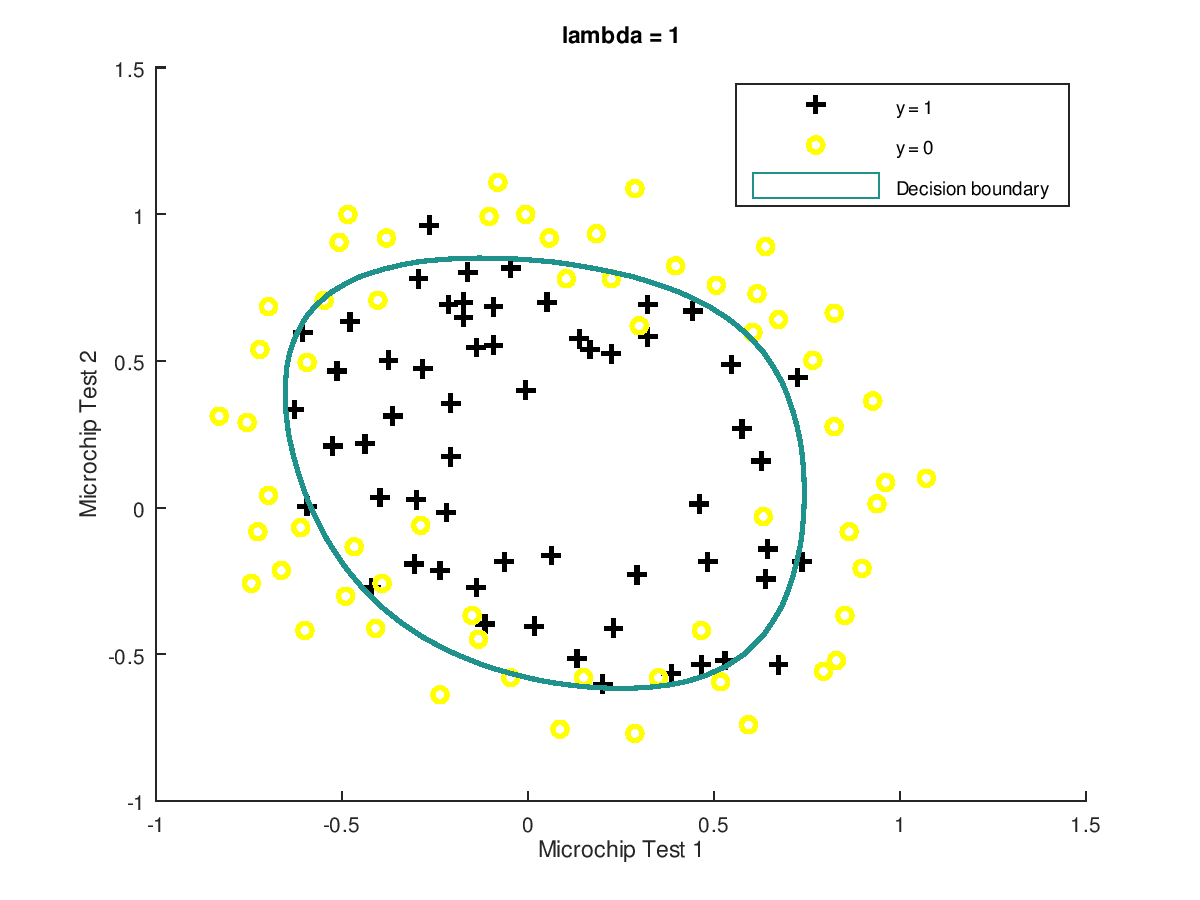 lambda = 1
1.5
y = 1
y = 0
Decision boundary
1
0.5
Microchip Test 2
0
-0.5
-1
-1
-0.5
0
0.5
1
1.5
Microchip Test 1